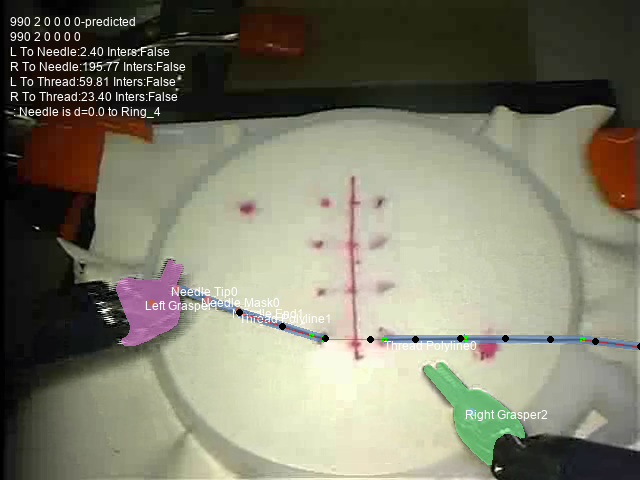 990 2 0 0 0 0-predicted
990 2 0 0 0 0
L To Needle:2.40 Inters:False
R To Needle:195.77 Inters:False
L To Thread:59.81 Inters:False*
R To Thread:23.40 Inters:False
: Needle is d=0.0 to Ring_4
Needle Tip0
Left Grasper
Needle Mask0
Needle End1
Thread Polyline1
Thread Polyline0
Right Grasper2